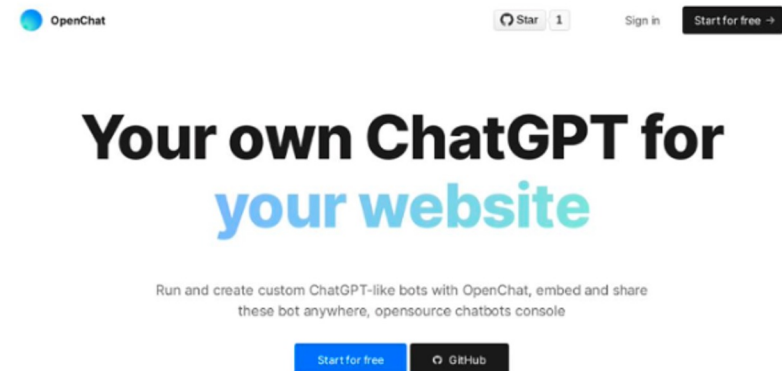 OpenChat
Star 1
Sign in
Start for free →
Your own ChatGPT for
your website
Run and create custom ChatGPT-like bots with OpenChat, embed and share
these bot anywhere, opensource chatbots console
Start for free
GitHub